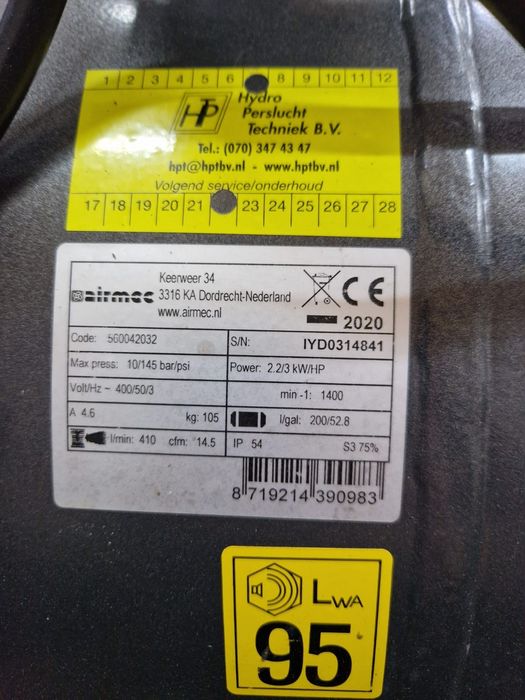 1 2 3 4 5 6 8 9 10 11 12
HTP
Hydro
Perslucht
Techniek B.V.
Tel.: (070) 347 43 47
hpt@hptbv.nl - www.hptbv.nl
Volgend service/onderhoud
17 18 19 20 21 23 24 25 26 27 28
airmec
Keerweer 34
3316 KA Dordrecht-Nederland
www.airmec.nl
CE
2020
Code: 560042032
S/N: IYD0314841
Max press: 10/145 bar/psi
Power: 2.2/3 kW/HP
Volt/Hz ~ 400/50/3
min -1: 1400
A 4.6 kg: 105
l/gal: 200/52.8
l/min: 410 cfm: 14.5
IP 54 S3 75%
8 719214 390983
LWA
95